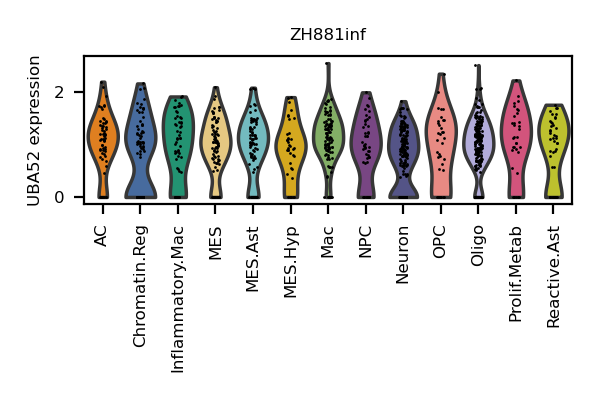 ZH881inf
UBA52 expression
2
0
AC
Chromatin.Reg
Inflammatory.Mac
MES
MES.Ast
MES.Hyp
Mac
NPC
Neuron
OPC
Oligo
Prolif.Metab
Reactive.Ast